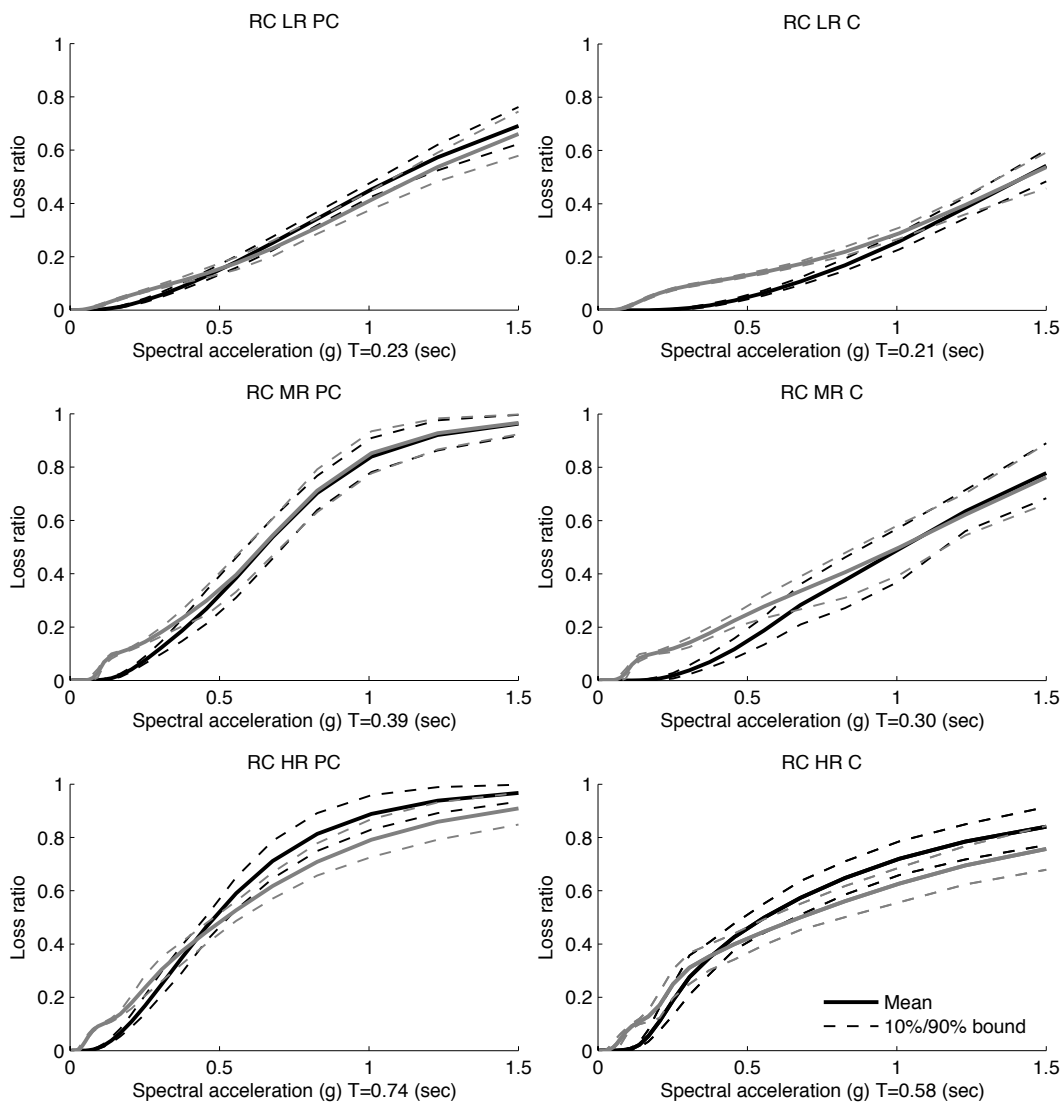 RC LR PC
1
0.8
0.6
0.4
0.2
0
Loss ratio
0 0.5 1 1.5
Spectral acceleration (g) T=0.23 (sec)
RC LR C
1
0.8
0.6
0.4
0.2
0
Loss ratio
0 0.5 1 1.5
Spectral acceleration (g) T=0.21 (sec)
RC MR PC
1
0.8
0.6
0.4
0.2
0
Loss ratio
0 0.5 1 1.5
Spectral acceleration (g) T=0.39 (sec)
RC MR C
1
0.8
0.6
0.4
0.2
0
Loss ratio
0 0.5 1 1.5
Spectral acceleration (g) T=0.30 (sec)
RC HR PC
1
0.8
0.6
0.4
0.2
0
Loss ratio
0 0.5 1 1.5
Spectral acceleration (g) T=0.74 (sec)
RC HR C
1
0.8
0.6
0.4
0.2
0
Loss ratio
Mean
10%/90% bound
0 0.5 1 1.5
Spectral acceleration (g) T=0.58 (sec)